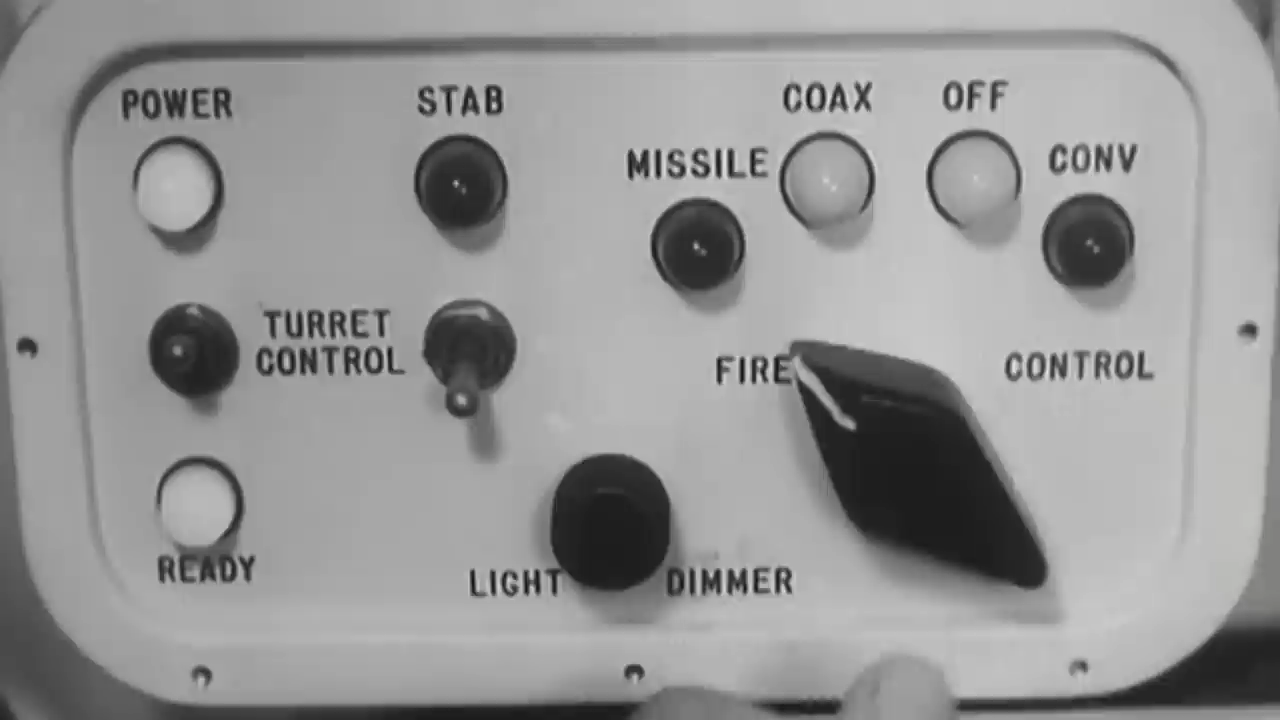 POWER
STAB
MISSILE
COAX
OFF
CONV
TURRET
CONTROL
FIRE
CONTROL
READY
LIGHT
DIMMER